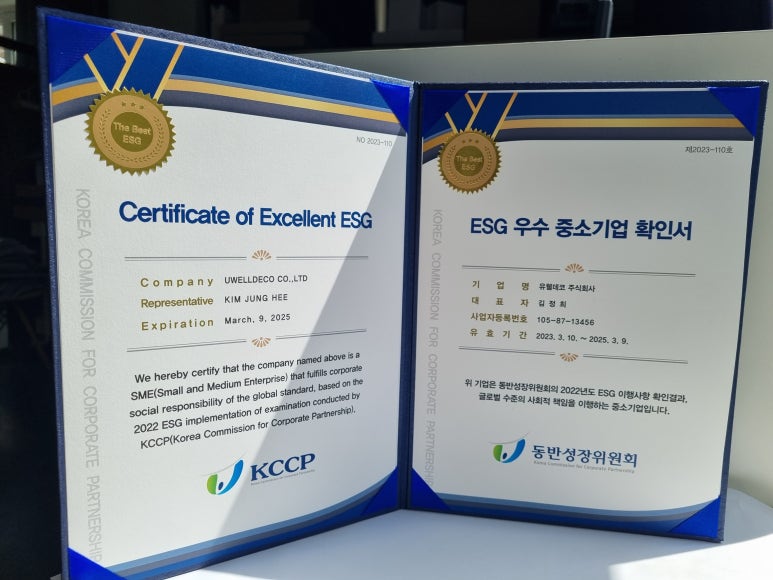 The Best
ESG
NO 2023-110
Certificate of Excellent ESG
Company UWELLDECO CO.,LTD
Representative KIM JUNG HEE
Expiration March, 9, 2025
We hereby certify that the company named above is a
SME(Small and Medium Enterprise) that fulfills corporate
social responsibility of the global standard, based on the
2022 ESG implementation of examination conducted by
KCCP(Korea Commission for Corporate Partnership).
KCCP
Korea Commission for Corporate Partnership
KOREA COMMISSION FOR CORPORATE PARTNERSHIP
The Best
ESG
제2023-110호
ESG 우수 중소기업 확인서
기업명 유웰데코 주식회사
대표자 김정희
사업자등록번호 105-87-13456
유효기간 2023. 3. 10. ~ 2025. 3. 9.
위 기업은 동반성장위원회의 2022년도 ESG 이행사항 확인결과,
글로벌 수준의 사회적 책임을 이행하는 중소기업입니다.
동반성장위원회
Korea Commission for Corporate Partnership
KOREA COMMISSION FOR CORPORATE PARTNERSHIP